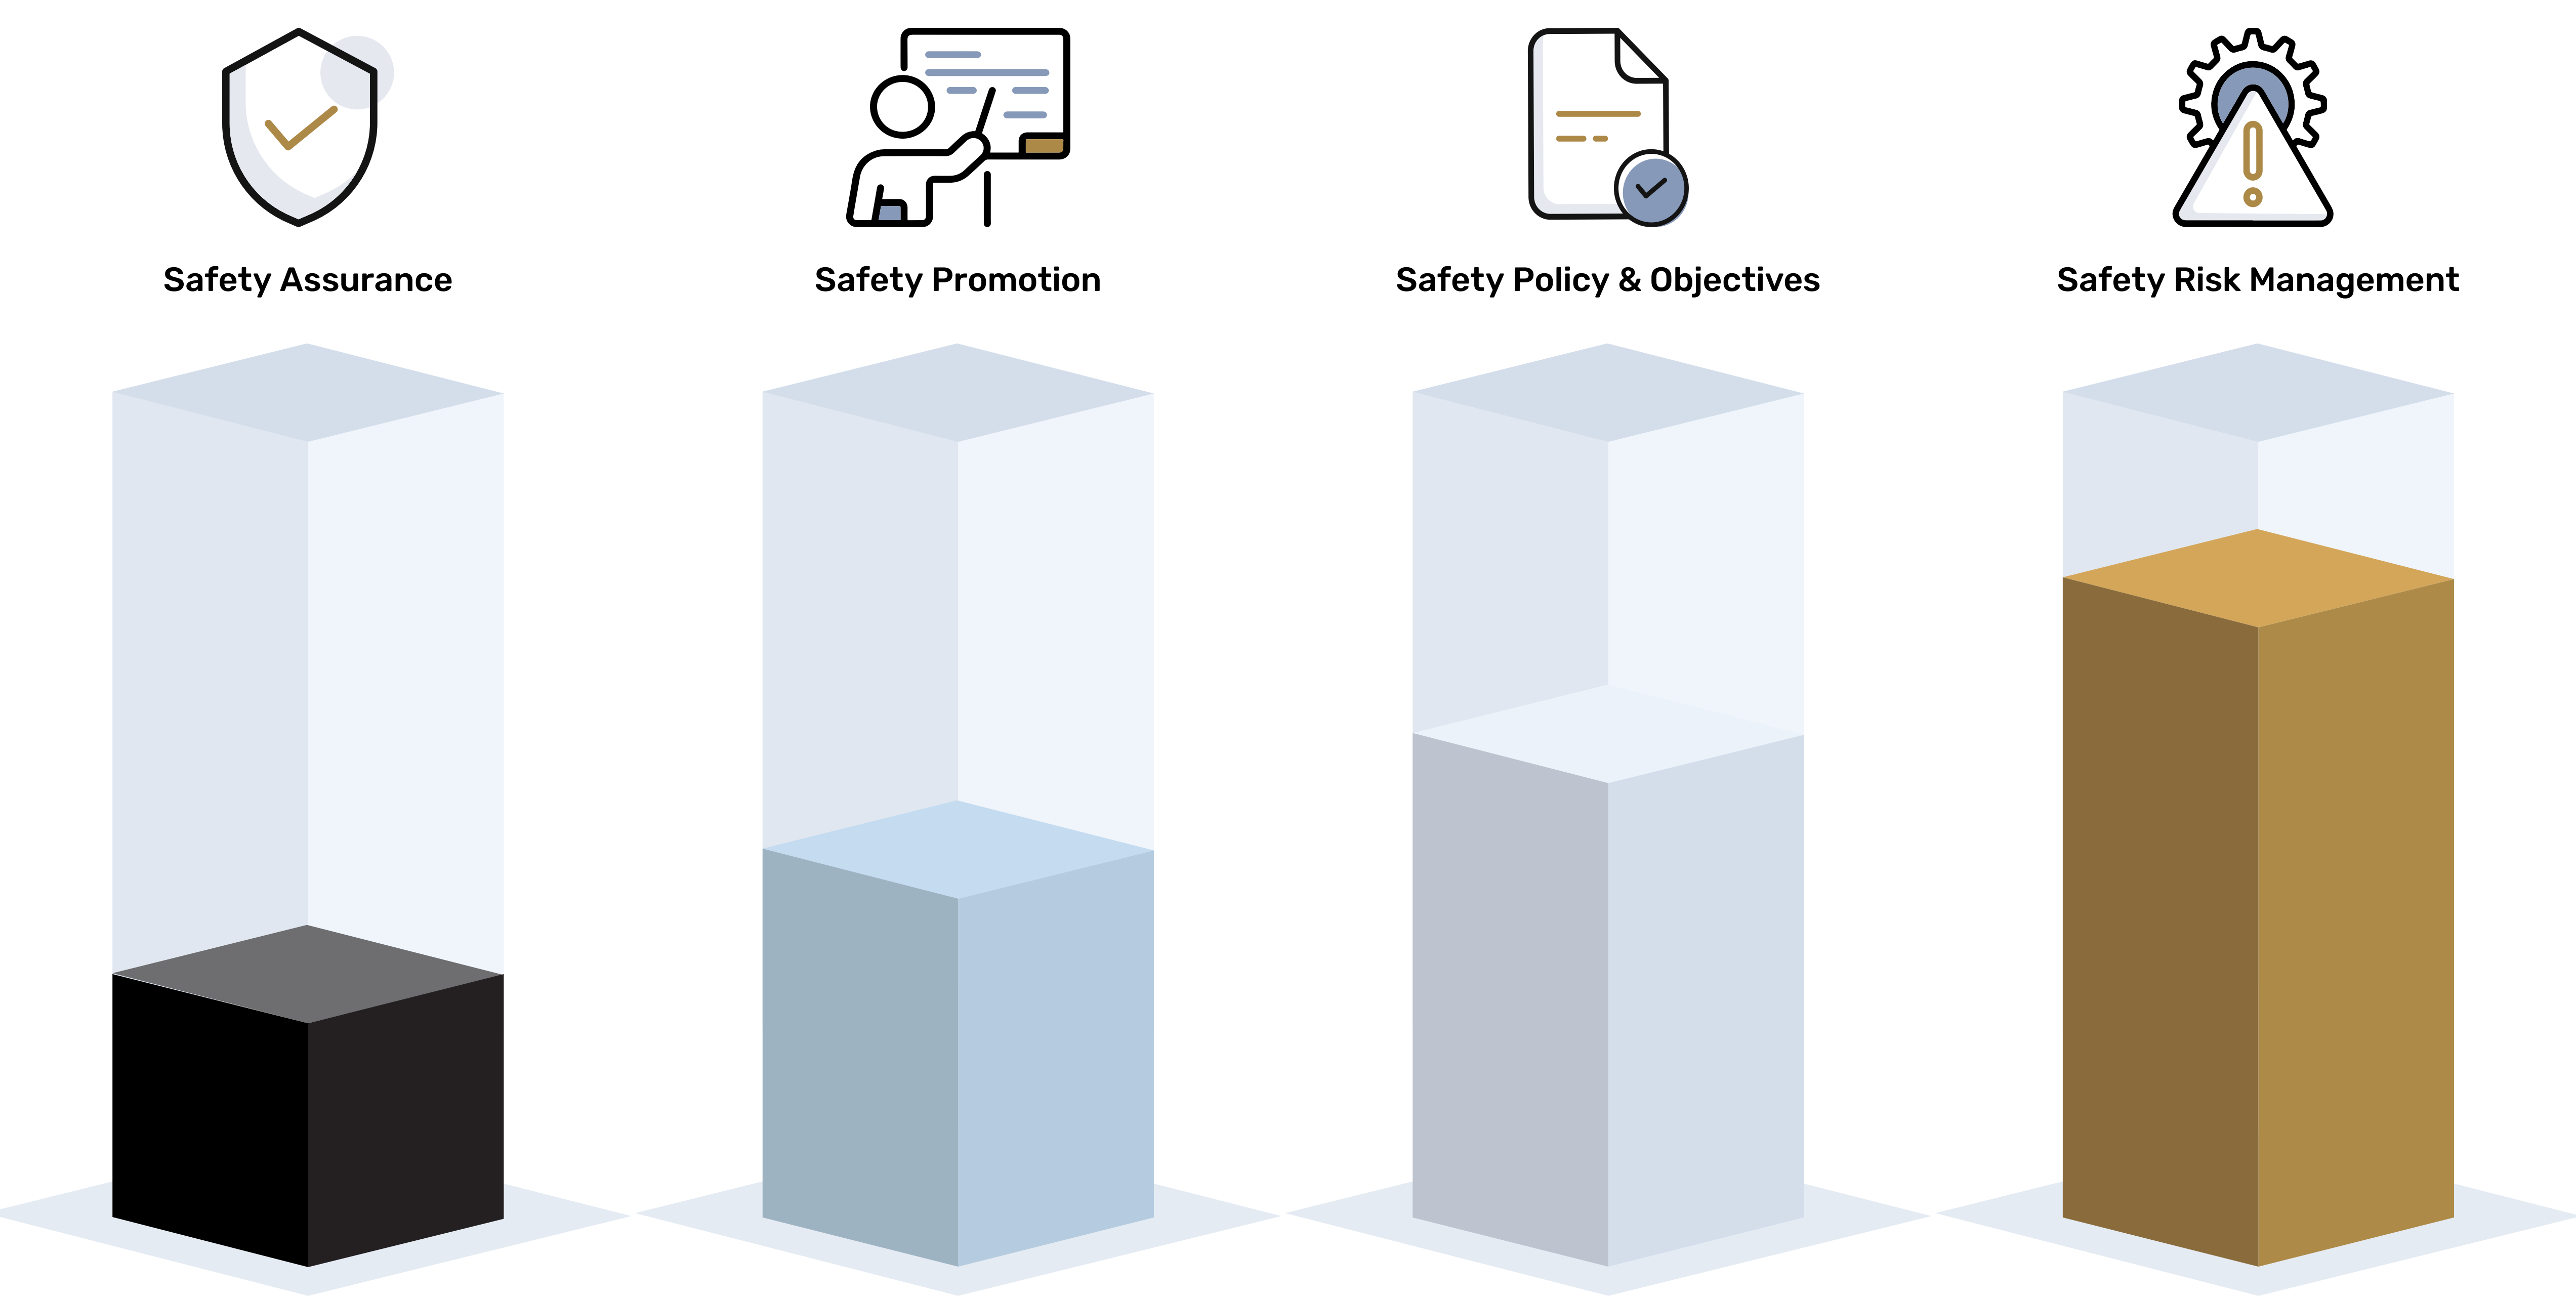 Safety Assurance
Safety Promotion
Safety Policy & Objectives
Safety Risk Management